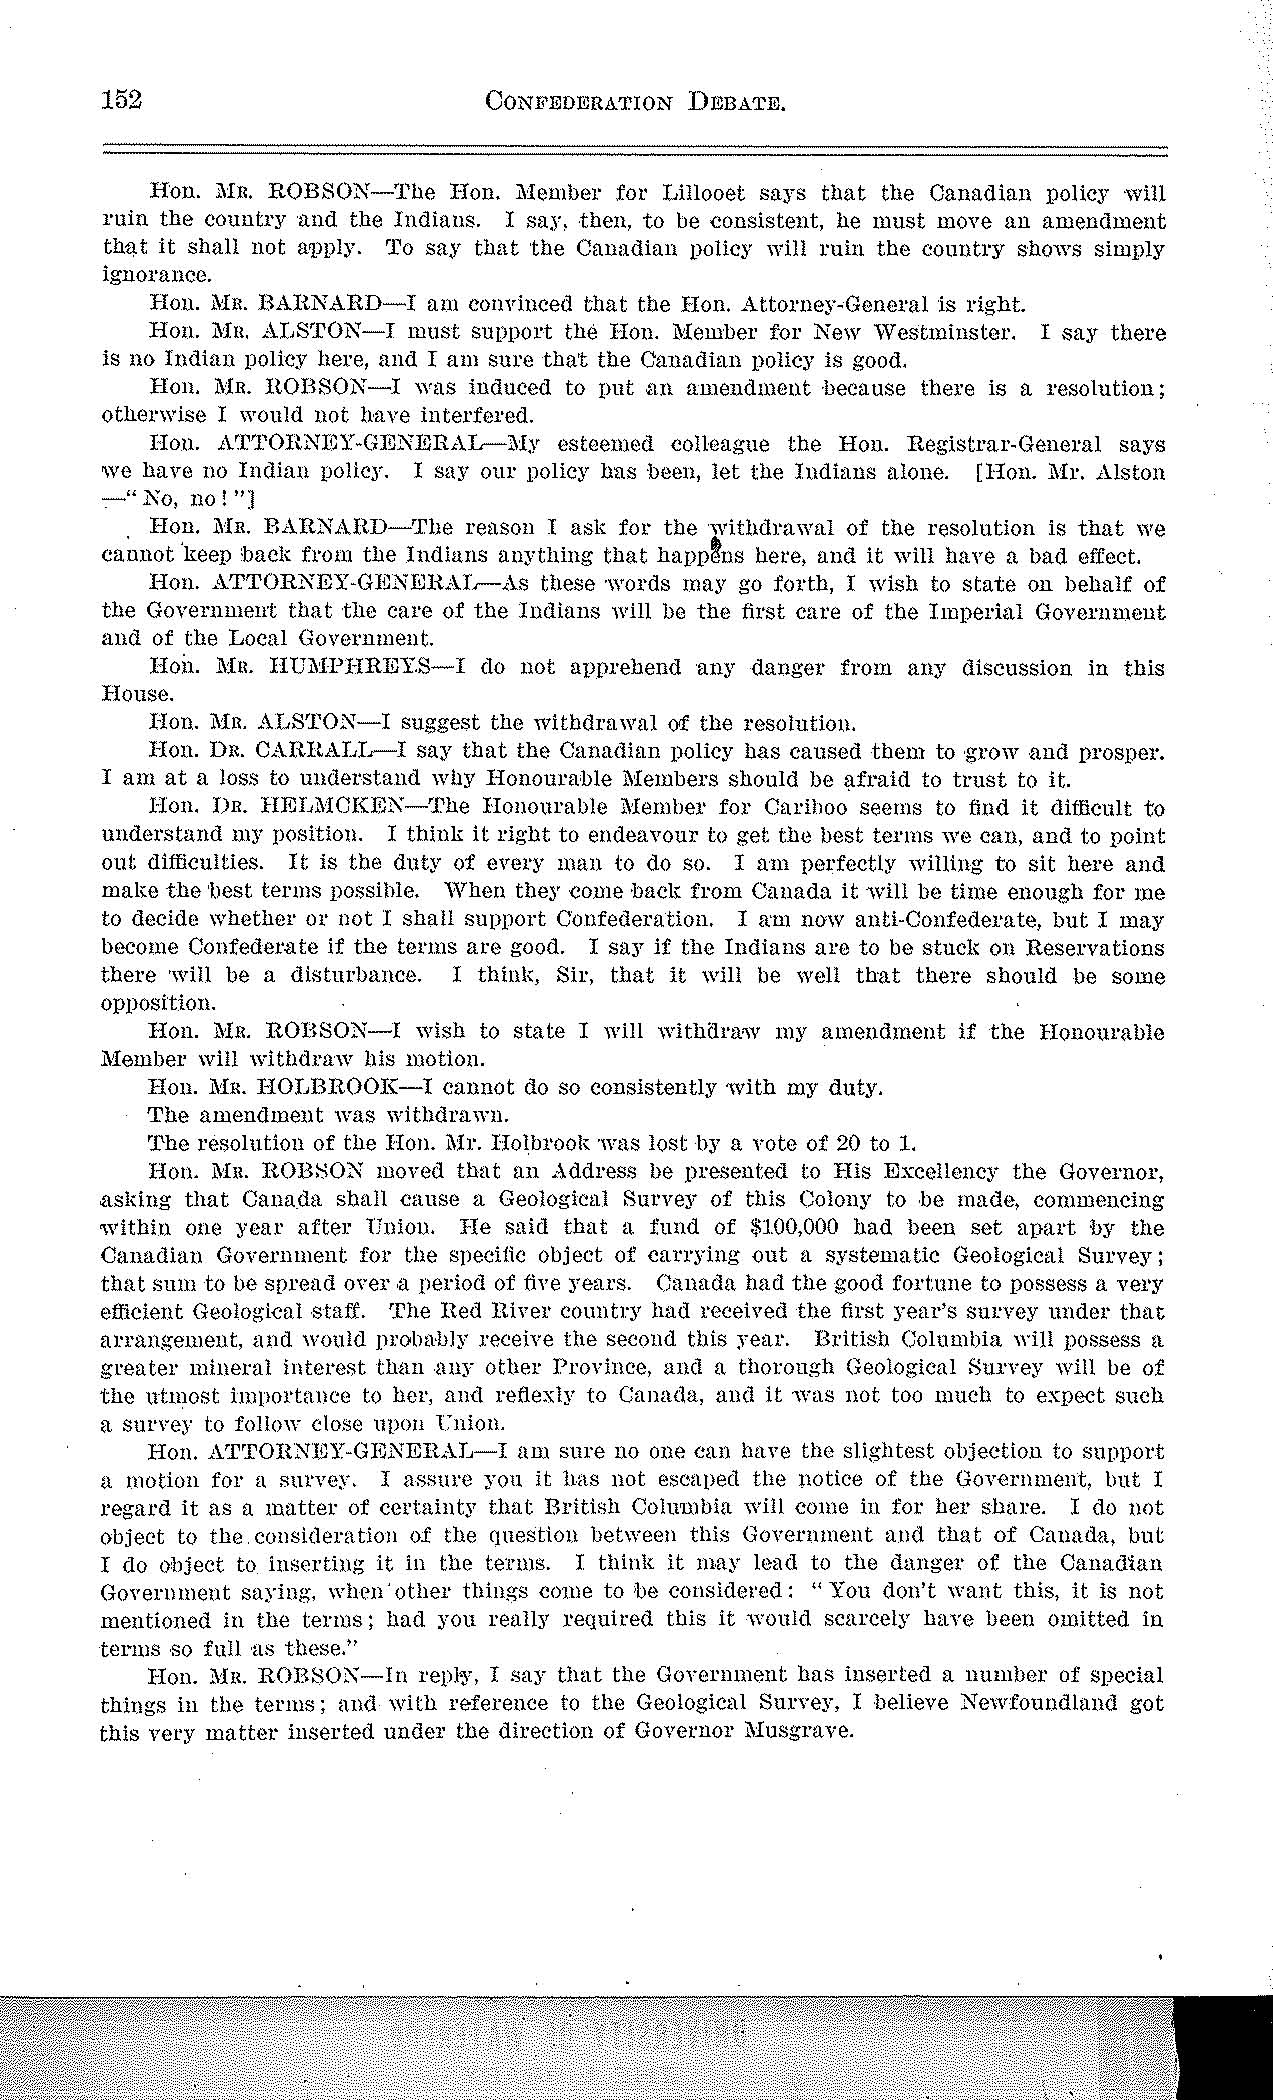 152 CONFEDERATION DEBATE.
Hon. MR. ROBSON—The Hon. Member for Lillooet says that the Canadian policy will
ruin the country and the Indians. I say, then, to be consistent, he must move an amendment
that it shall not apply. To say that the Canadian policy will ruin the country shows simply
ignorance.
Hon. MR. BARNARD—I am convinced that the Hon. Attorney-General is right.
Hon. MR. ALSTON—I must support the Hon. Member for New Westminster. I say there
is no Indian policy here, and I am sure that the Canadian policy is good.
Hon. MR. ROBSON—I was induced to put an amendment because there is a resolution;
otherwise I would not have interfered.
Hon. ATTORNEY-GENERAL—My esteemed colleague the Hon. Registrar-General says
we have no Indian policy. I say our policy has been, let the Indians alone. [Hon. Mr. Alston
—"No, no!"]
Hon. MR. BARNARD—The reason I ask for the withdrawal of the resolution is that we
cannot keep back from the Indians anything that happens here, and it will have a bad effect.
Hon. ATTORNEY-GENERAL—As these words may go forth, I wish to state on behalf of
the Government that the care of the Indians will be the first care of the Imperial Government
and of the Local Government.
Hon. MR. HUMPHREYS—I do not apprehend any danger from any discussion in this
House.
Hon. MR. ALSTON—I suggest the withdrawal of the resolution.
Hon. DR. CARRALL—I say that the Canadian policy has caused them to grow and prosper.
I am at a loss to understand why Honourable Members should be afraid to trust to it.
Hon. DR. HELMCKEN—The Honourable Member for Cariboo seems to find it difficult to
understand my position. I think it right to endeavour to get the best terms we can, and to point
out difficulties. It is the duty of every man to do so. I am perfectly willing to sit here and
make the best terms possible. When they come back from Canada it will be time enough for me
to decide whether or not I shall support Confederation. I am now anti-Confederate, but I may
become Confederate if the terms are good. I say if the Indians are to be stuck on Reservations
there will be a disturbance. I think, Sir, that it will be well that there should be some
opposition.
Hon. MR. ROBSON—I wish to state I will withdraw my amendment if the Honourable
Member will withdraw his motion.
Hon. MR. HOLBROOK—I cannot do so consistently with my duty.
The amendment was withdrawn.
The resolution of the Hon. Mr. Holbrook was lost by a vote of 20 to 1.
Hon. MR. ROBSON moved that an Address be presented to His Excellency the Governor,
asking that Canada shall cause a Geological Survey of this Colony to be made, commencing
within one year after Union. He said that a fund of $100,000 had been set apart by the
Canadian Government for the specific object of carrying out a systematic Geological Survey;
that sum to be spread over a period of five years. Canada had the good fortune to possess a very
efficient Geological staff. The Red River country had received the first year's survey under that
arrangement, and would probably receive the second this year. British Columbia will possess a
greater mineral interest than any other Province, and a thorough Geological Survey will be of
the utmost importance to her, and reflexly to Canada, and it was not too much to expect such
a survey to follow close upon Union.
Hon. ATTORNEY-GENERAL—I am sure no one can have the slightest objection to support
a motion for a survey. I assure you it has not escaped the notice of the Government, but I
regard it as a matter of certainty that British Columbia will come in for her share. I do not
object to the consideration of the question between this Government and that of Canada, but
I do object to inserting it in the terms. I think it may lead to the danger of the Canadian
Government saying, when other things come to be considered: "You don't want this, it is not
mentioned in the terms; had you really required this it would scarcely have been omitted in
terms so full as these."
Hon. MR. ROBSON—In reply, I say that the Government has inserted a number of special
things in the terms; and with reference to the Geological Survey, I believe Newfoundland got
this very matter inserted under the direction of Governor Musgrave.